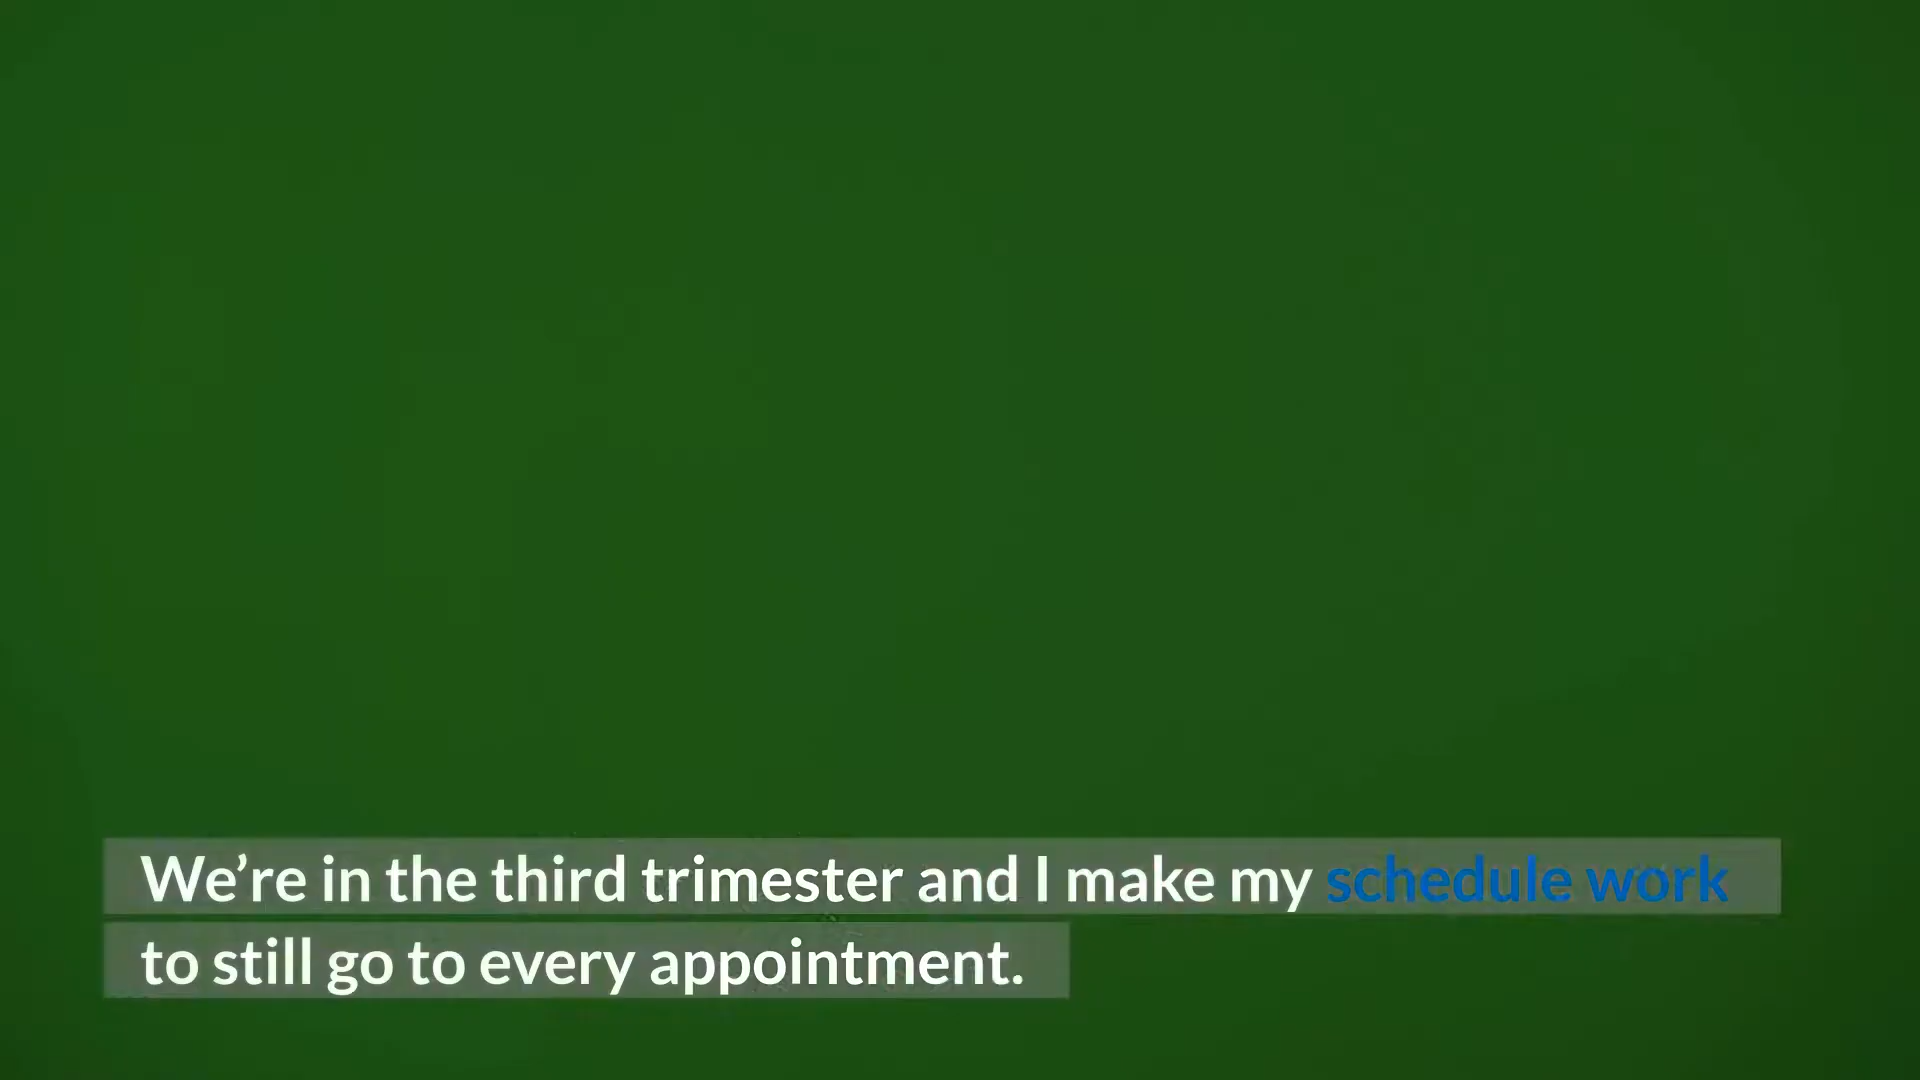 We’re in the third trimester and I make my schedule work
to still go to every appointment.